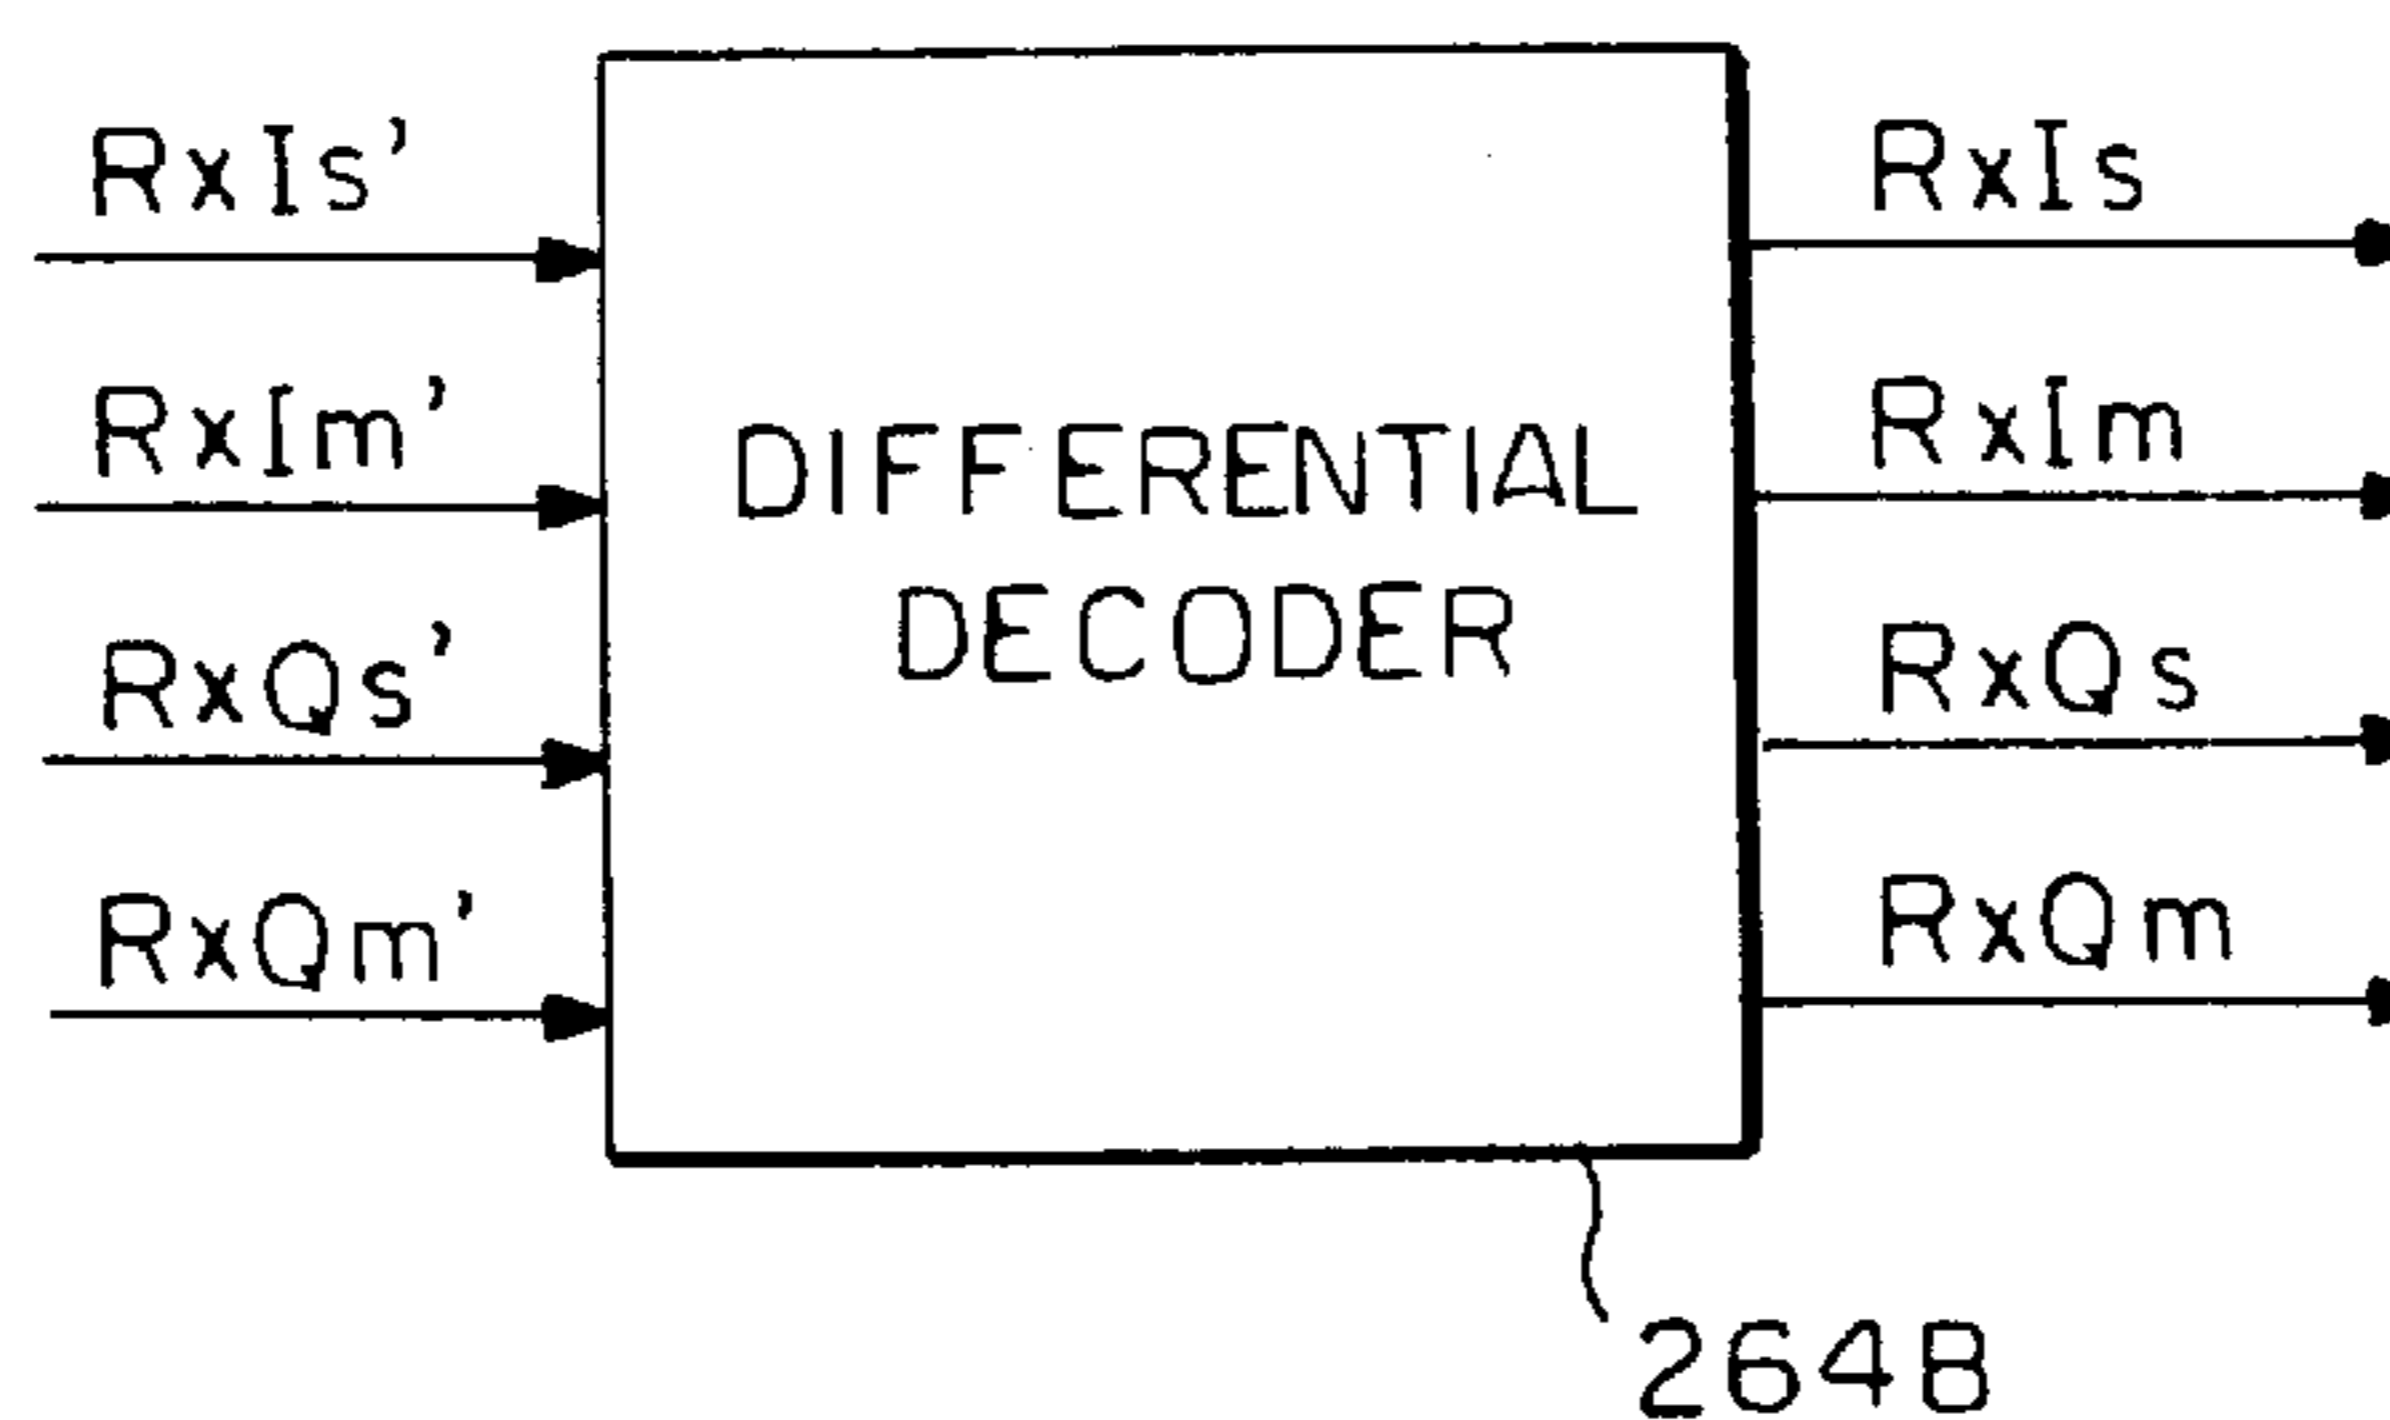 RxIs'
RxIm'
RxQs'
RxQm'
DIFFERENTIAL
DECODER
RxIs
RxIm
RxQs
RxQm
2648